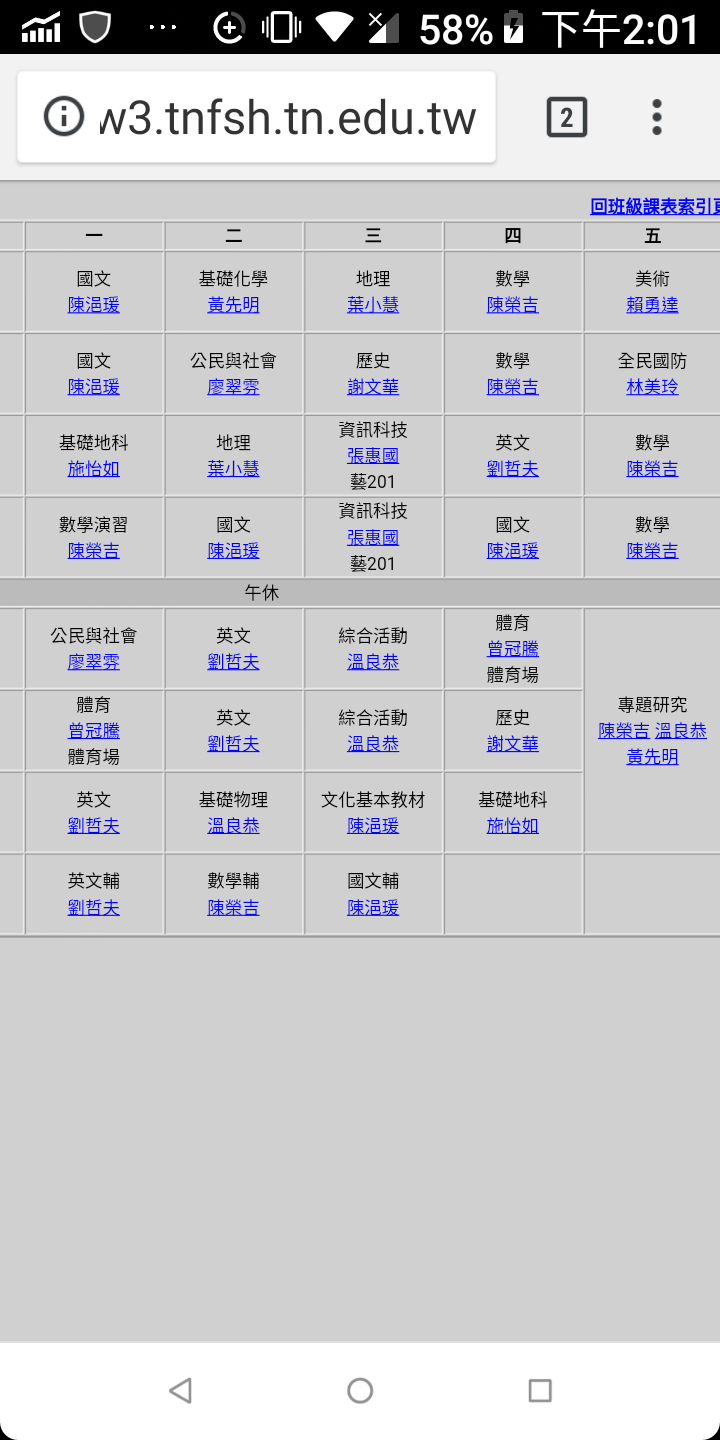 58% 下午2:01
w3.tnfsh.tn.edu.tw 2
回班級課表索引頁
一 二 三 四 五
國文 基礎化學 地理 數學 美術
陳浥瑗 黃先明 葉小慧 陳榮吉 賴勇達
國文 公民與社會 歷史 數學 全民國防
陳浥瑗 廖翠雰 謝文華 陳榮吉 林美玲
基礎地科 地理 資訊科技 英文 數學
施怡如 葉小慧 張惠國 劉哲夫 陳榮吉
藝201
數學演習 國文 資訊科技 國文 數學
陳榮吉 陳浥瑗 張惠國 陳浥瑗 陳榮吉
藝201
午休
公民與社會 英文 綜合活動 體育
廖翠雰 劉哲夫 溫良恭 曾冠騰
體育場
體育 英文 綜合活動 歷史 專題研究
曾冠騰 劉哲夫 溫良恭 謝文華 陳榮吉 溫良恭
體育場 黃先明
英文 基礎物理 文化基本教材 基礎地科
劉哲夫 溫良恭 陳浥瑗 施怡如
英文輔 數學輔 國文輔
劉哲夫 陳榮吉 陳浥瑗